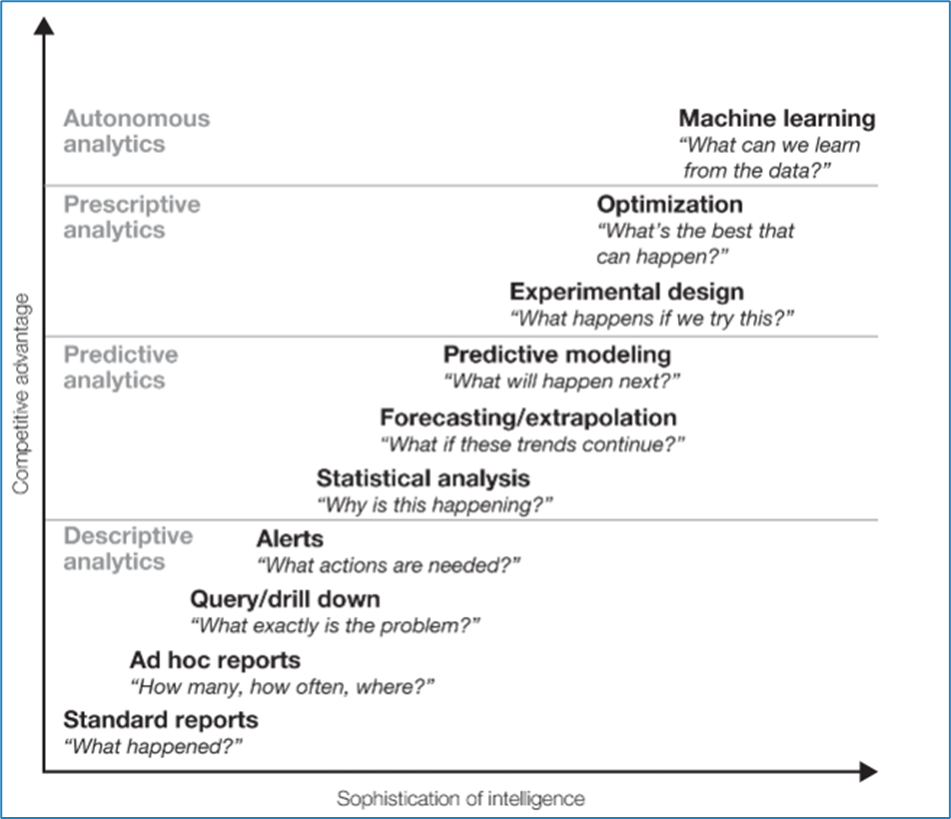 Autonomous
analytics
Machine learning
“What can we learn
from the data?”
Prescriptive
analytics
Optimization
“What’s the best that
can happen?”
Experimental design
“What happens if we try this?”
Predictive
analytics
Predictive modeling
“What will happen next?”
Forecasting/extrapolation
“What if these trends continue?”
Statistical analysis
“Why is this happening?”
Descriptive
analytics
Alerts
“What actions are needed?”
Query/drill down
“What exactly is the problem?”
Ad hoc reports
“How many, how often, where?”
Standard reports
“What happened?”
Competitive advantage
Sophistication of intelligence